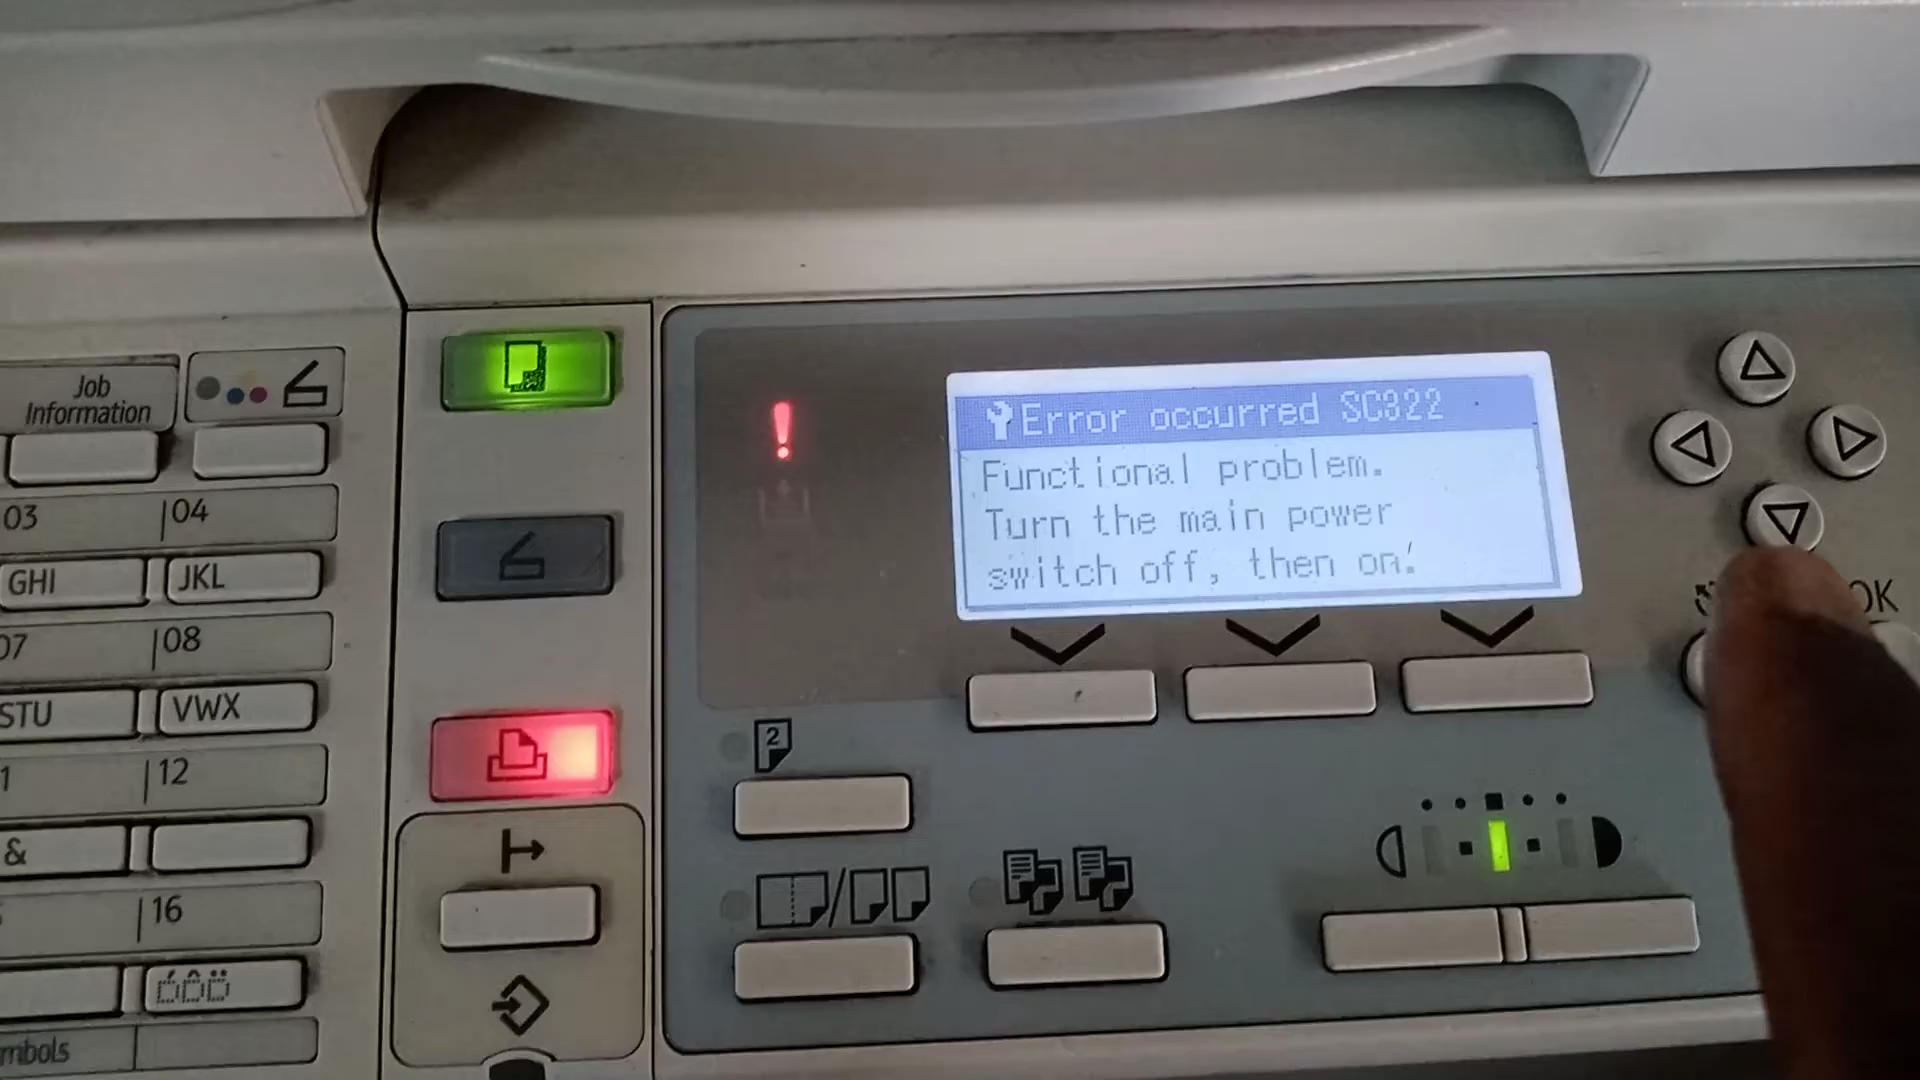 Error occurred SC322
Functional problem.
Turn the main power
switch off, then on.
Job
Information
03
04
GHI
JKL
07
08
STU
VWX
12
&
16
óôö
mbols
2
OK